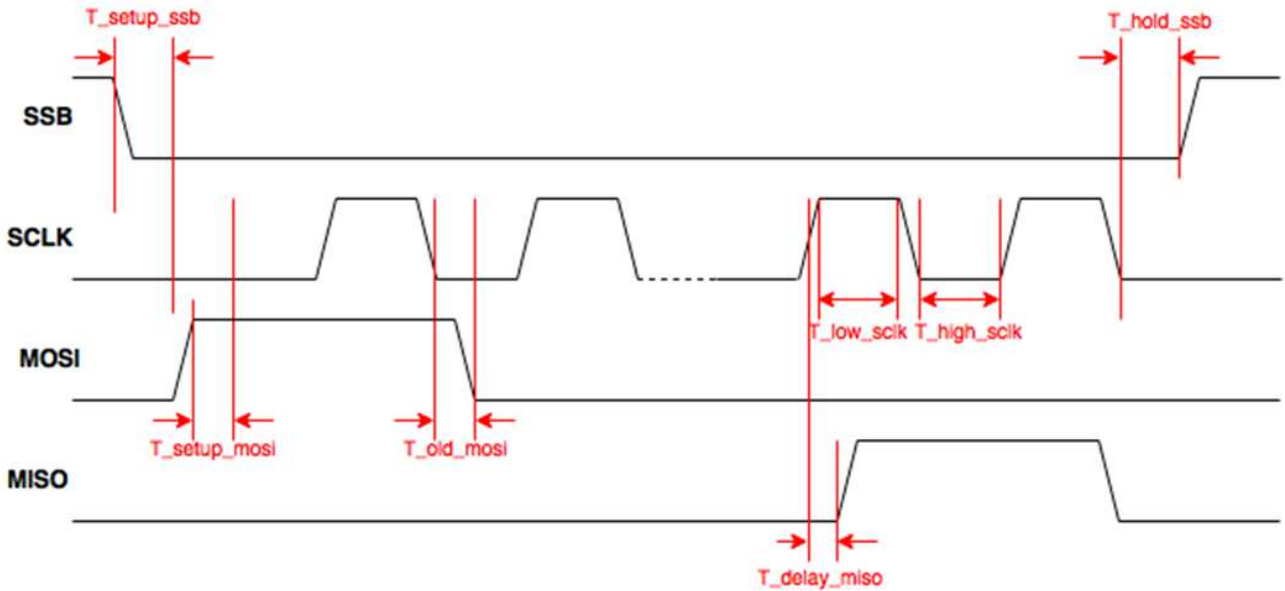 T_setup_ssb
T_hold_ssb
SSB
SCLK
T_low_sclk
T_high_sclk
MOSI
T_setup_mosi
T_old_mosi
MISO
T_delay_miso